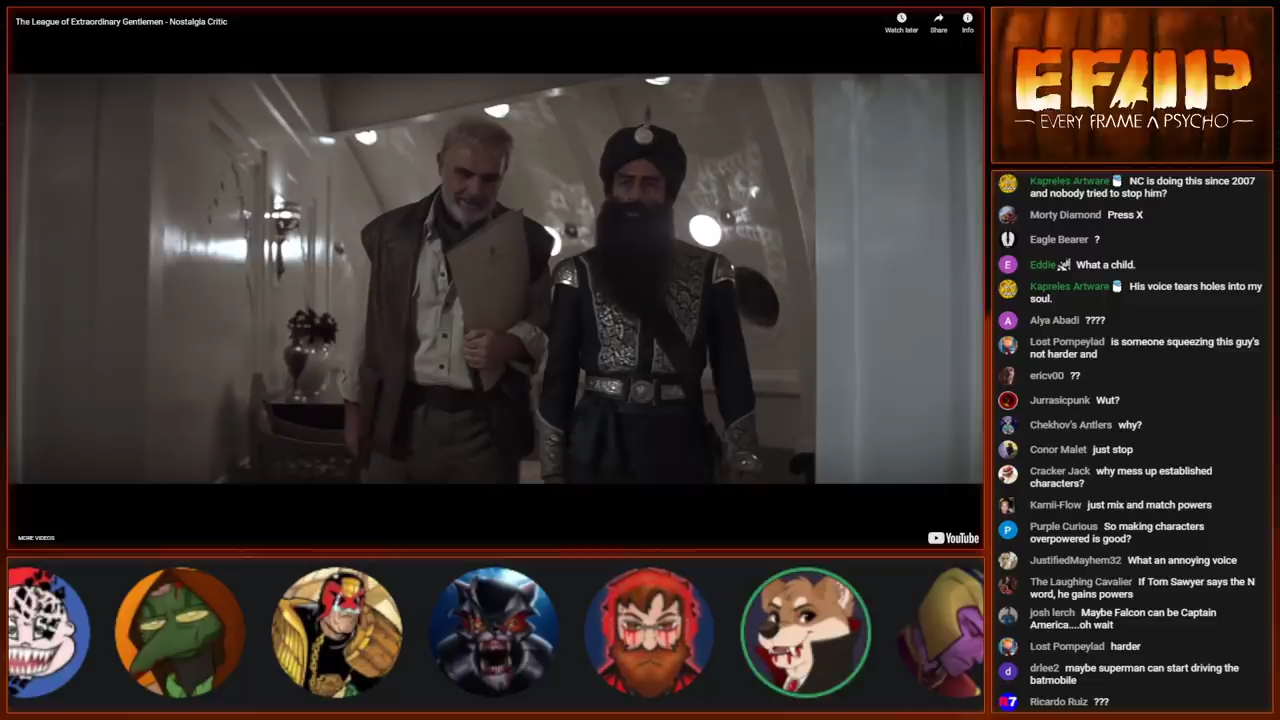 The League of Extraordinary Gentlemen - Nostalgia Critic
Watch later
Share
Info
MORE VIDEOS
YouTube
EFAP
EVERY FRAME A PSYCHO
Kapreles Artware NC is doing this since 2007
and nobody tried to stop him?
Morty Diamond Press X
Eagle Bearer ?
E
Eddie What a child.
Kapreles Artware His voice tears holes into my
soul.
A
Alya Abadi ????
Lost Pompeylad is someone squeezing this guy's
not harder and
ericv00 ??
Jurrasicpunk Wut?
Chekhov's Antlers why?
Conor Malet just stop
Cracker Jack why mess up established
characters?
Karnii-Flow just mix and match powers
P
Purple Curious So making characters
overpowered is good?
JustifiedMayhem32 What an annoying voice
The Laughing Cavalier If Tom Sawyer says the N
word, he gains powers
josh lerch Maybe Falcon can be Captain
America....oh wait
Lost Pompeylad harder
d
drlee2 maybe superman can start driving the
batmobile
Ricardo Ruiz ???